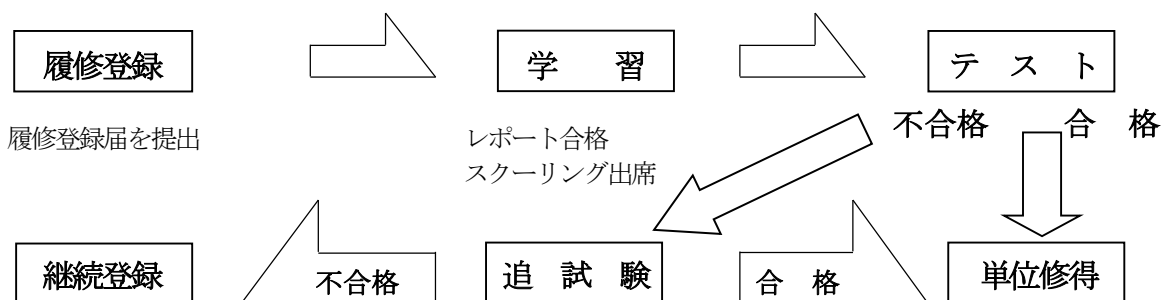 履修登録
学　習
テ　ス　ト
履修登録届を提出
レポート合格
スクーリング出席
不合格
合　格
継続登録
不合格
追　試　験
合　格
単位修得